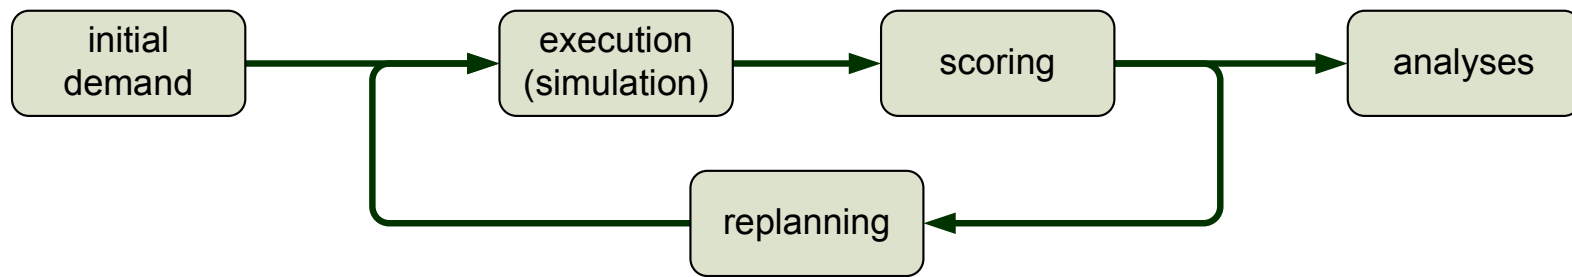 initial
demand
execution
(simulation)
scoring
analyses
replanning